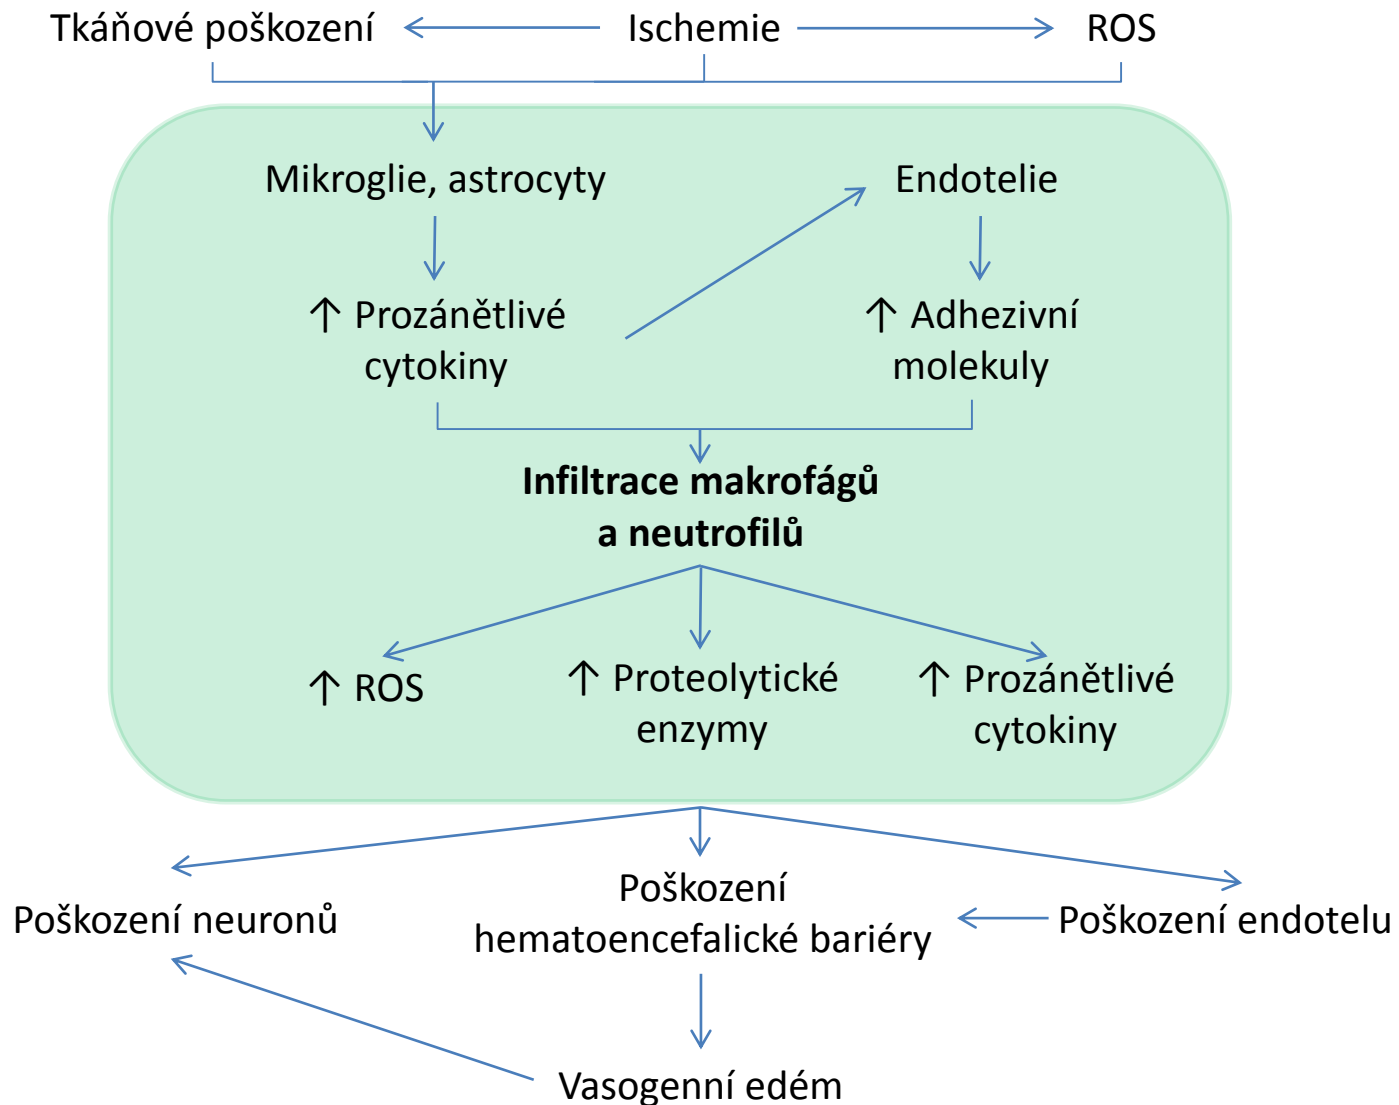 Tkáňové poškození
Ischemie
ROS
Mikroglie, astrocyty
Endotelie
↑ Prozánětlivé
cytokiny
↑ Adhezivní
molekuly
Infiltrace makrofágů
a neutrofilů
↑ ROS
↑ Proteolytické
enzymy
↑ Prozánětlivé
cytokiny
Poškození neuronů
Poškození
hematoencefalické bariéry
Poškození endotelu
Vasogenní edém